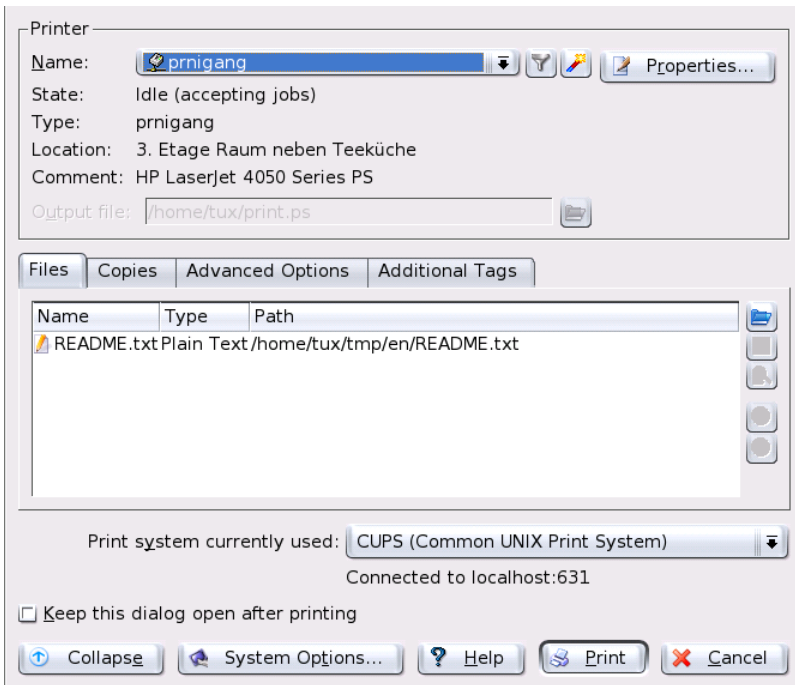 Printer
Name: prnigang Properties...
State: Idle (accepting jobs)
Type: prnigang
Location: 3. Etage Raum neben Teeküche
Comment: HP LaserJet 4050 Series PS
Output file: /home/tux/print.ps
Files Copies Advanced Options Additional Tags
Name Type Path
README.txt Plain Text /home/tux/tmp/en/README.txt
Print system currently used: CUPS (Common UNIX Print System)
Connected to localhost:631
Keep this dialog open after printing
Collapse System Options... Help Print Cancel